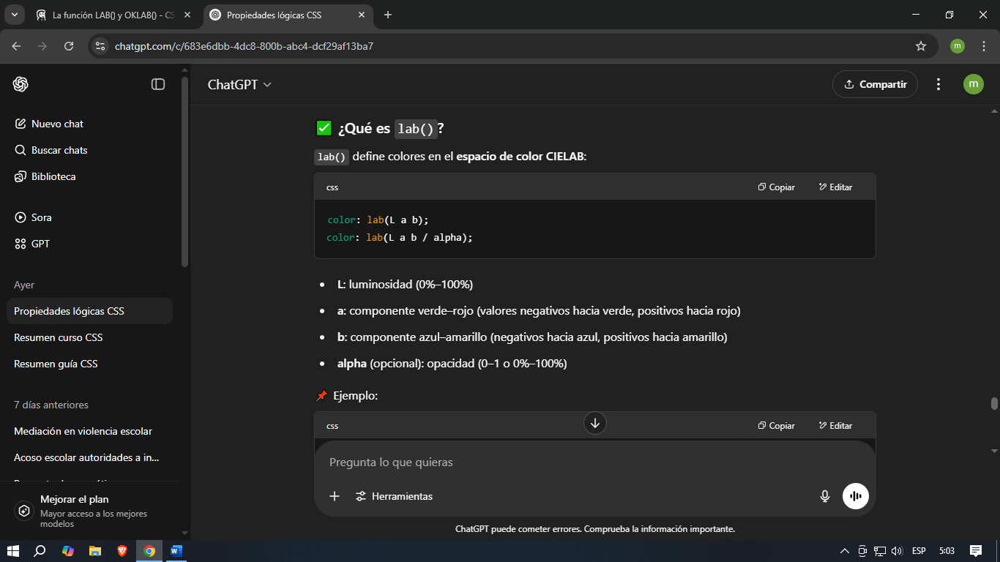 La función LAB() y OKLAB() - CS
Propiedades lógicas CSS
chatgpt.com/c/683e6dbb-4dc8-800b-abc4-dcf29af13ba7
m
ChatGPT
Compartir
m
Nuevo chat
Buscar chats
Biblioteca
Sora
GPT
Ayer
Propiedades lógicas CSS
Resumen curso CSS
Resumen guía CSS
7 días anteriores
Mediación en violencia escolar
Acoso escolar autoridades a in...
Mejorar el plan
Mayor acceso a los mejores
modelos
¿Qué es lab()?
lab() define colores en el espacio de color CIELAB:
css
Copiar
Editar
color: lab(L a b);
color: lab(L a b / alpha);
• L: luminosidad (0%–100%)
• a: componente verde–rojo (valores negativos hacia verde, positivos hacia rojo)
• b: componente azul–amarillo (negativos hacia azul, positivos hacia amarillo)
• alpha (opcional): opacidad (0–1 o 0%–100%)
Ejemplo:
css
Copiar
Editar
Pregunta lo que quieras
Herramientas
ChatGPT puede cometer errores. Comprueba la información importante.
W
ESP
5:03